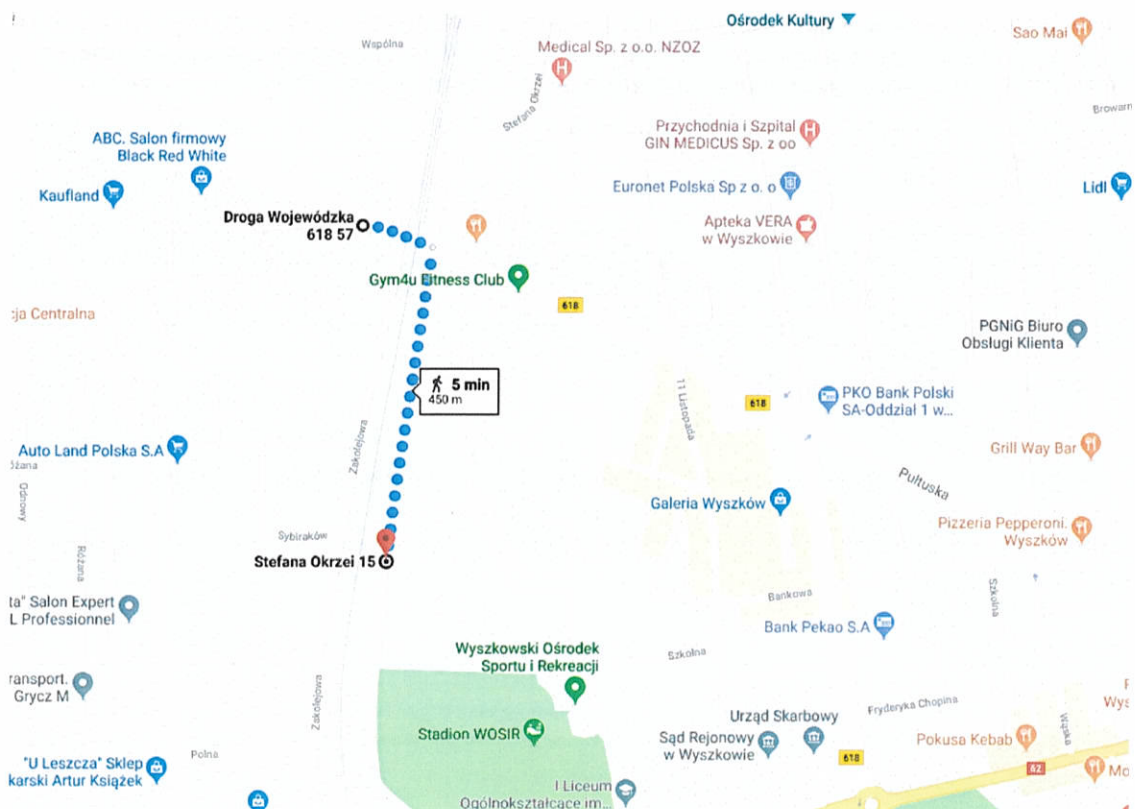 Ośrodek Kultury
Sao Mai
Wspólna
Medical Sp. z o.o. NZOZ
Stefana Okrzei
Przychodnia i Szpital
GIN MEDICUS Sp. z oo
ABC. Salon firmowy
Black Red White
Kaufland
Euronet Polska Sp z o. o
Lidl
Droga Wojewódzka
618 57
Apteka VERA
w Wyszkowie
Gym4u Fitness Club
618
ja Centralna
PGNiG Biuro
Obsługi Klienta
5 min
450 m
11 Listopada
618
PKO Bank Polski
SA-Oddział 1 w...
Zakolejowa
Auto Land Polska S.A
Grill Way Bar
Pułtuska
Galeria Wyszków
Pizzeria Pepperoni.
Wyszków
Sybiraków
Stefana Okrzei 15
Różana
Bankowa
Szkolna
ta" Salon Expert
L Professionnel
Bank Pekao S.A
Wyszkowski Ośrodek
Sportu i Rekreacji
Szkolna
ransport.
Grycz M
Zakolejowa
Fryderyka Chopina
Stadion WOSIR
Urząd Skarbowy
Sąd Rejonowy
w Wyszkowie
Pokusa Kebab
Wąska
Polna
618
62
Mo
"U Leszcza" Sklep
karski Artur Książek
I Liceum
Ogólnokształcące im...